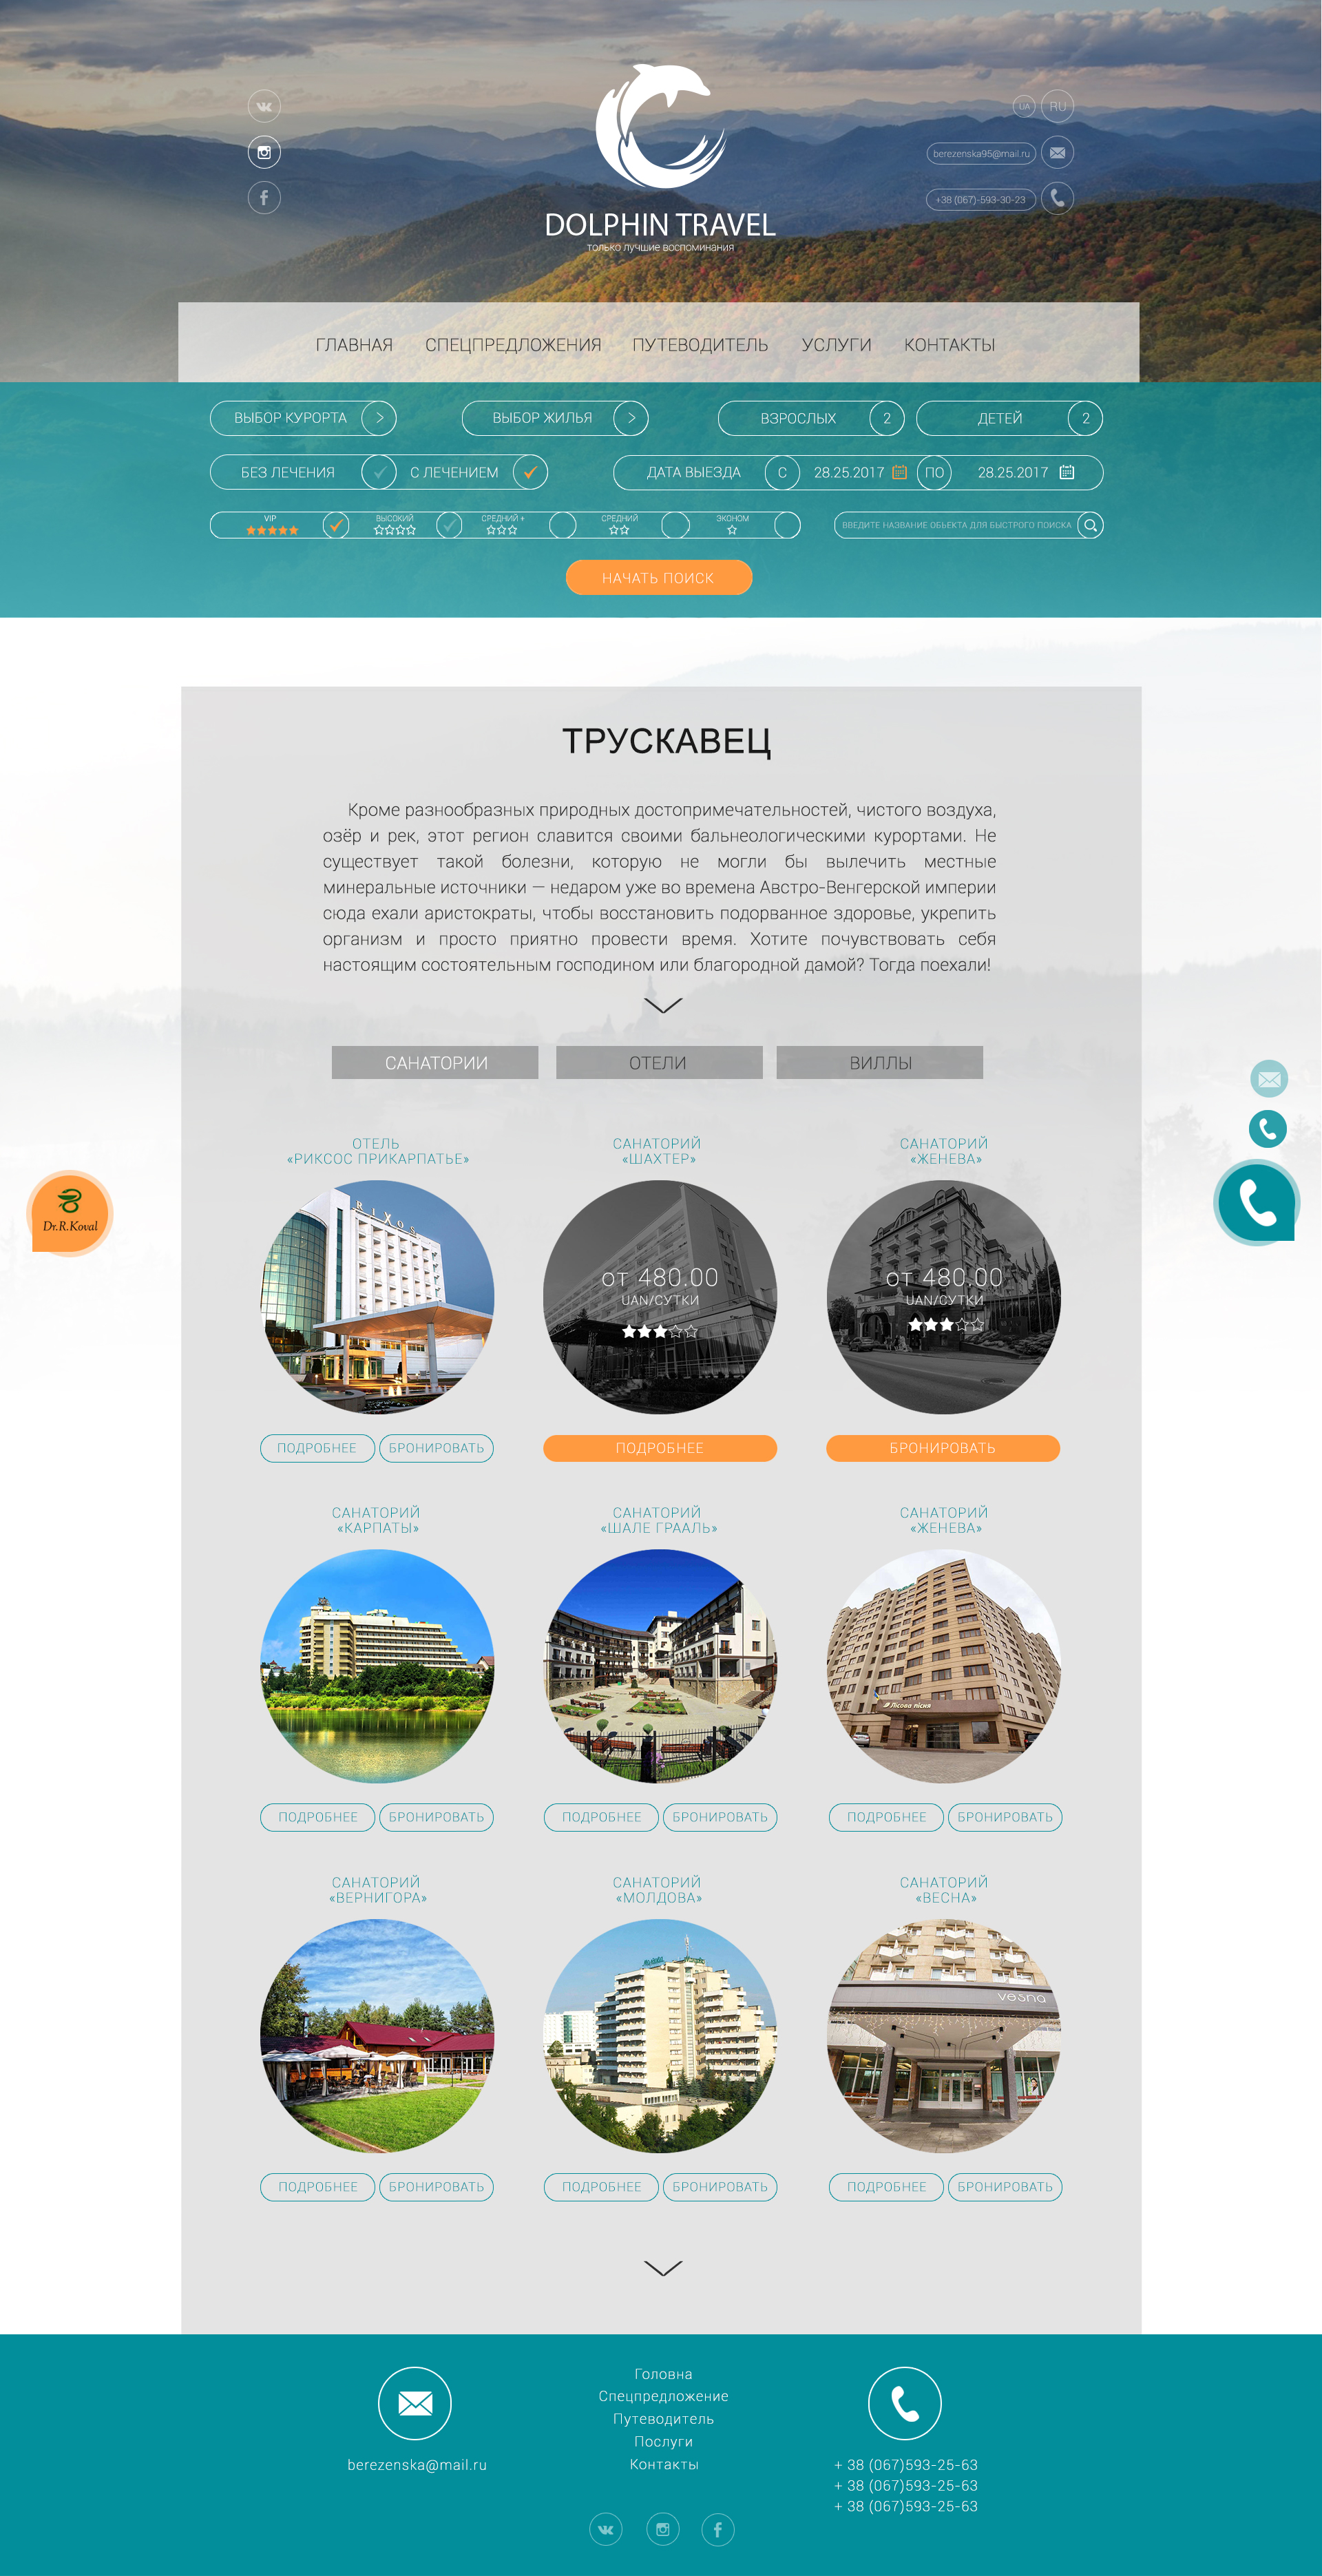 UA RU
berezenska95@mail.ru
+38 (067)-593-30-23
DOLPHIN TRAVEL
только лучшие воспоминания
ГЛАВНАЯ СПЕЦПРЕДЛОЖЕНИЯ ПУТЕВОДИТЕЛЬ УСЛУГИ КОНТАКТЫ
ВЫБОР КУРОРТА > ВЫБОР ЖИЛЬЯ > ВЗРОСЛЫХ 2 ДЕТЕЙ 2
БЕЗ ЛЕЧЕНИЯ С ЛЕЧЕНИЕМ ДАТА ВЫЕЗДА С 28.25.2017 ПО 28.25.2017
VIP ВЫСОКИЙ СРЕДНИЙ + СРЕДНИЙ ЭКОНОМ
ВВЕДИТЕ НАЗВАНИЕ ОБЬЕКТА ДЛЯ БЫСТРОГО ПОИСКА
НАЧАТЬ ПОИСК
ТРУСКАВЕЦ
Кроме разнообразных природных достопримечательностей, чистого воздуха,
озёр и рек, этот регион славится своими бальнеологическими курортами. Не
существует такой болезни, которую не могли бы вылечить местные
минеральные источники — недаром уже во времена Австро-Венгерской империи
сюда ехали аристократы, чтобы восстановить подорванное здоровье, укрепить
организм и просто приятно провести время. Хотите почувствовать себя
настоящим состоятельным господином или благородной дамой? Тогда поехали!
САНАТОРИИ ОТЕЛИ ВИЛЛЫ
Dr.R.Koval
ОТЕЛЬ
«РИКСОС ПРИКАРПАТЬЕ»
RIXOS
ПОДРОБНЕЕ БРОНИРОВАТЬ
САНАТОРИЙ
«ШАХТЕР»
от 480.00
UAN/СУТКИ
ПОДРОБНЕЕ
САНАТОРИЙ
«ЖЕНЕВА»
от 480.00
UAN/СУТКИ
БРОНИРОВАТЬ
САНАТОРИЙ
«КАРПАТЫ»
ПОДРОБНЕЕ БРОНИРОВАТЬ
САНАТОРИЙ
«ШАЛЕ ГРААЛЬ»
ПОДРОБНЕЕ БРОНИРОВАТЬ
САНАТОРИЙ
«ЖЕНЕВА»
Лісова пісня
ПОДРОБНЕЕ БРОНИРОВАТЬ
САНАТОРИЙ
«ВЕРНИГОРА»
ПОДРОБНЕЕ БРОНИРОВАТЬ
САНАТОРИЙ
«МОЛДОВА»
ПОДРОБНЕЕ БРОНИРОВАТЬ
САНАТОРИЙ
«ВЕСНА»
vesna
ПОДРОБНЕЕ БРОНИРОВАТЬ
berezenska@mail.ru
Головна
Спецпредложение
Путеводитель
Послуги
Контакты
+ 38 (067)593-25-63
+ 38 (067)593-25-63
+ 38 (067)593-25-63